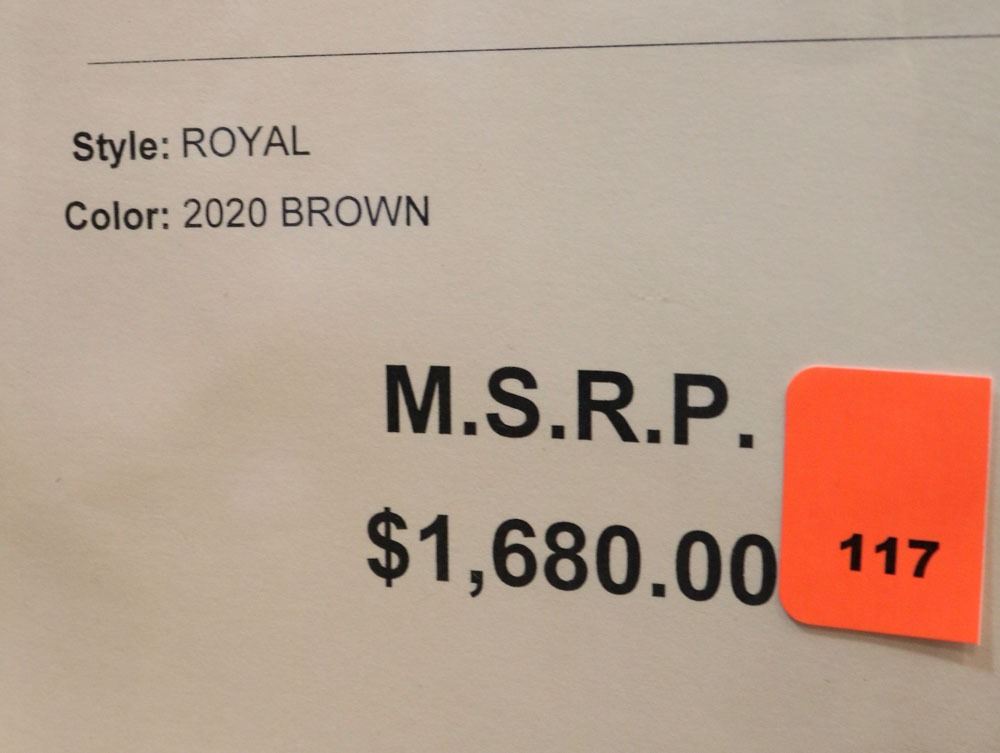 Style: ROYAL
Color: 2020 BROWN
M.S.R.P.
$1,680.00
117